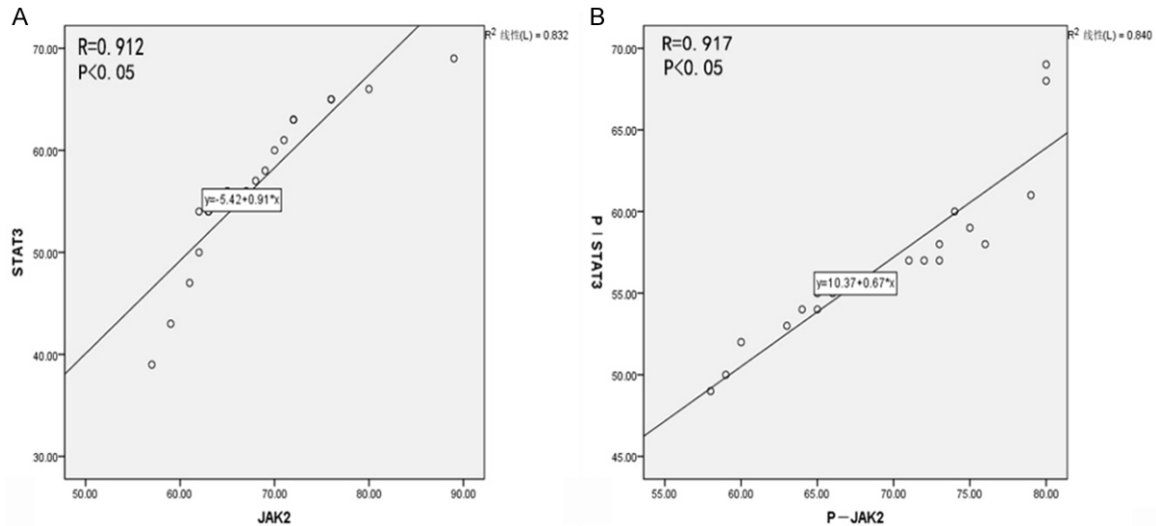 A
R=0.912
P<0.05
R² 线性(L) = 0.832
70.00
60.00
50.00
40.00
30.00
STAT3
y=-5.42+0.91*x
50.00
60.00
70.00
80.00
90.00
JAK2
B
R=0.917
P<0.05
R² 线性(L) = 0.840
70.00
65.00
60.00
55.00
50.00
45.00
P|STAT3
y=10.37+0.67*x
55.00
60.00
65.00
70.00
75.00
80.00
P—JAK2